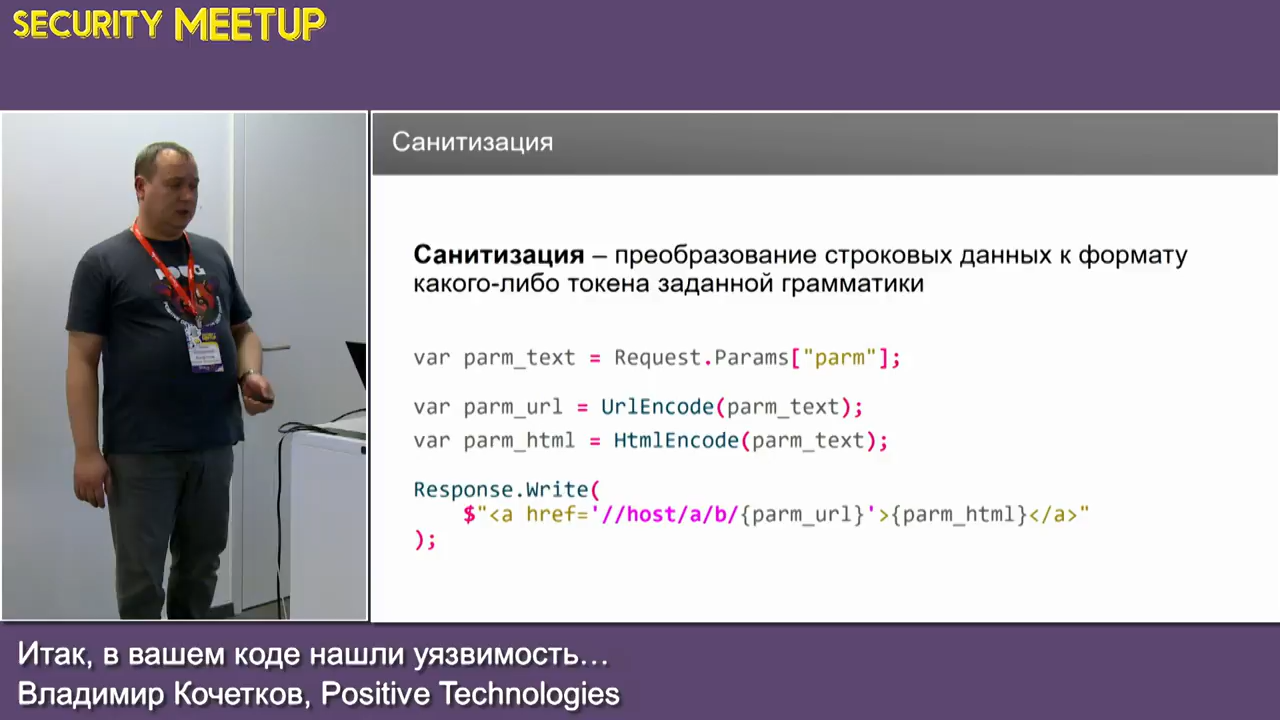 SECURITY MEETUP
Санитизация
Санитизация – преобразование строковых данных к формату
какого-либо токена заданной грамматики
var parm_text = Request.Params["parm"];
var parm_url = UrlEncode(parm_text);
var parm_html = HtmlEncode(parm_text);
Response.Write(
$"<a href='//host/a/b/{parm_url}'>{parm_html}</a>"
);
Итак, в вашем коде нашли уязвимость…
Владимир Кочетков, Positive Technologies